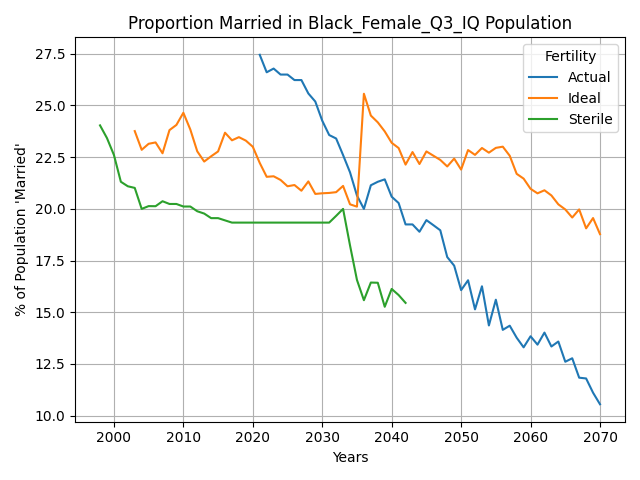 Proportion Married in Black_Female_Q3_IQ Population
Fertility
Actual
Ideal
Sterile
% of Population 'Married'
27.5
25.0
22.5
20.0
17.5
15.0
12.5
10.0
2000 2010 2020 2030 2040 2050 2060 2070
Years